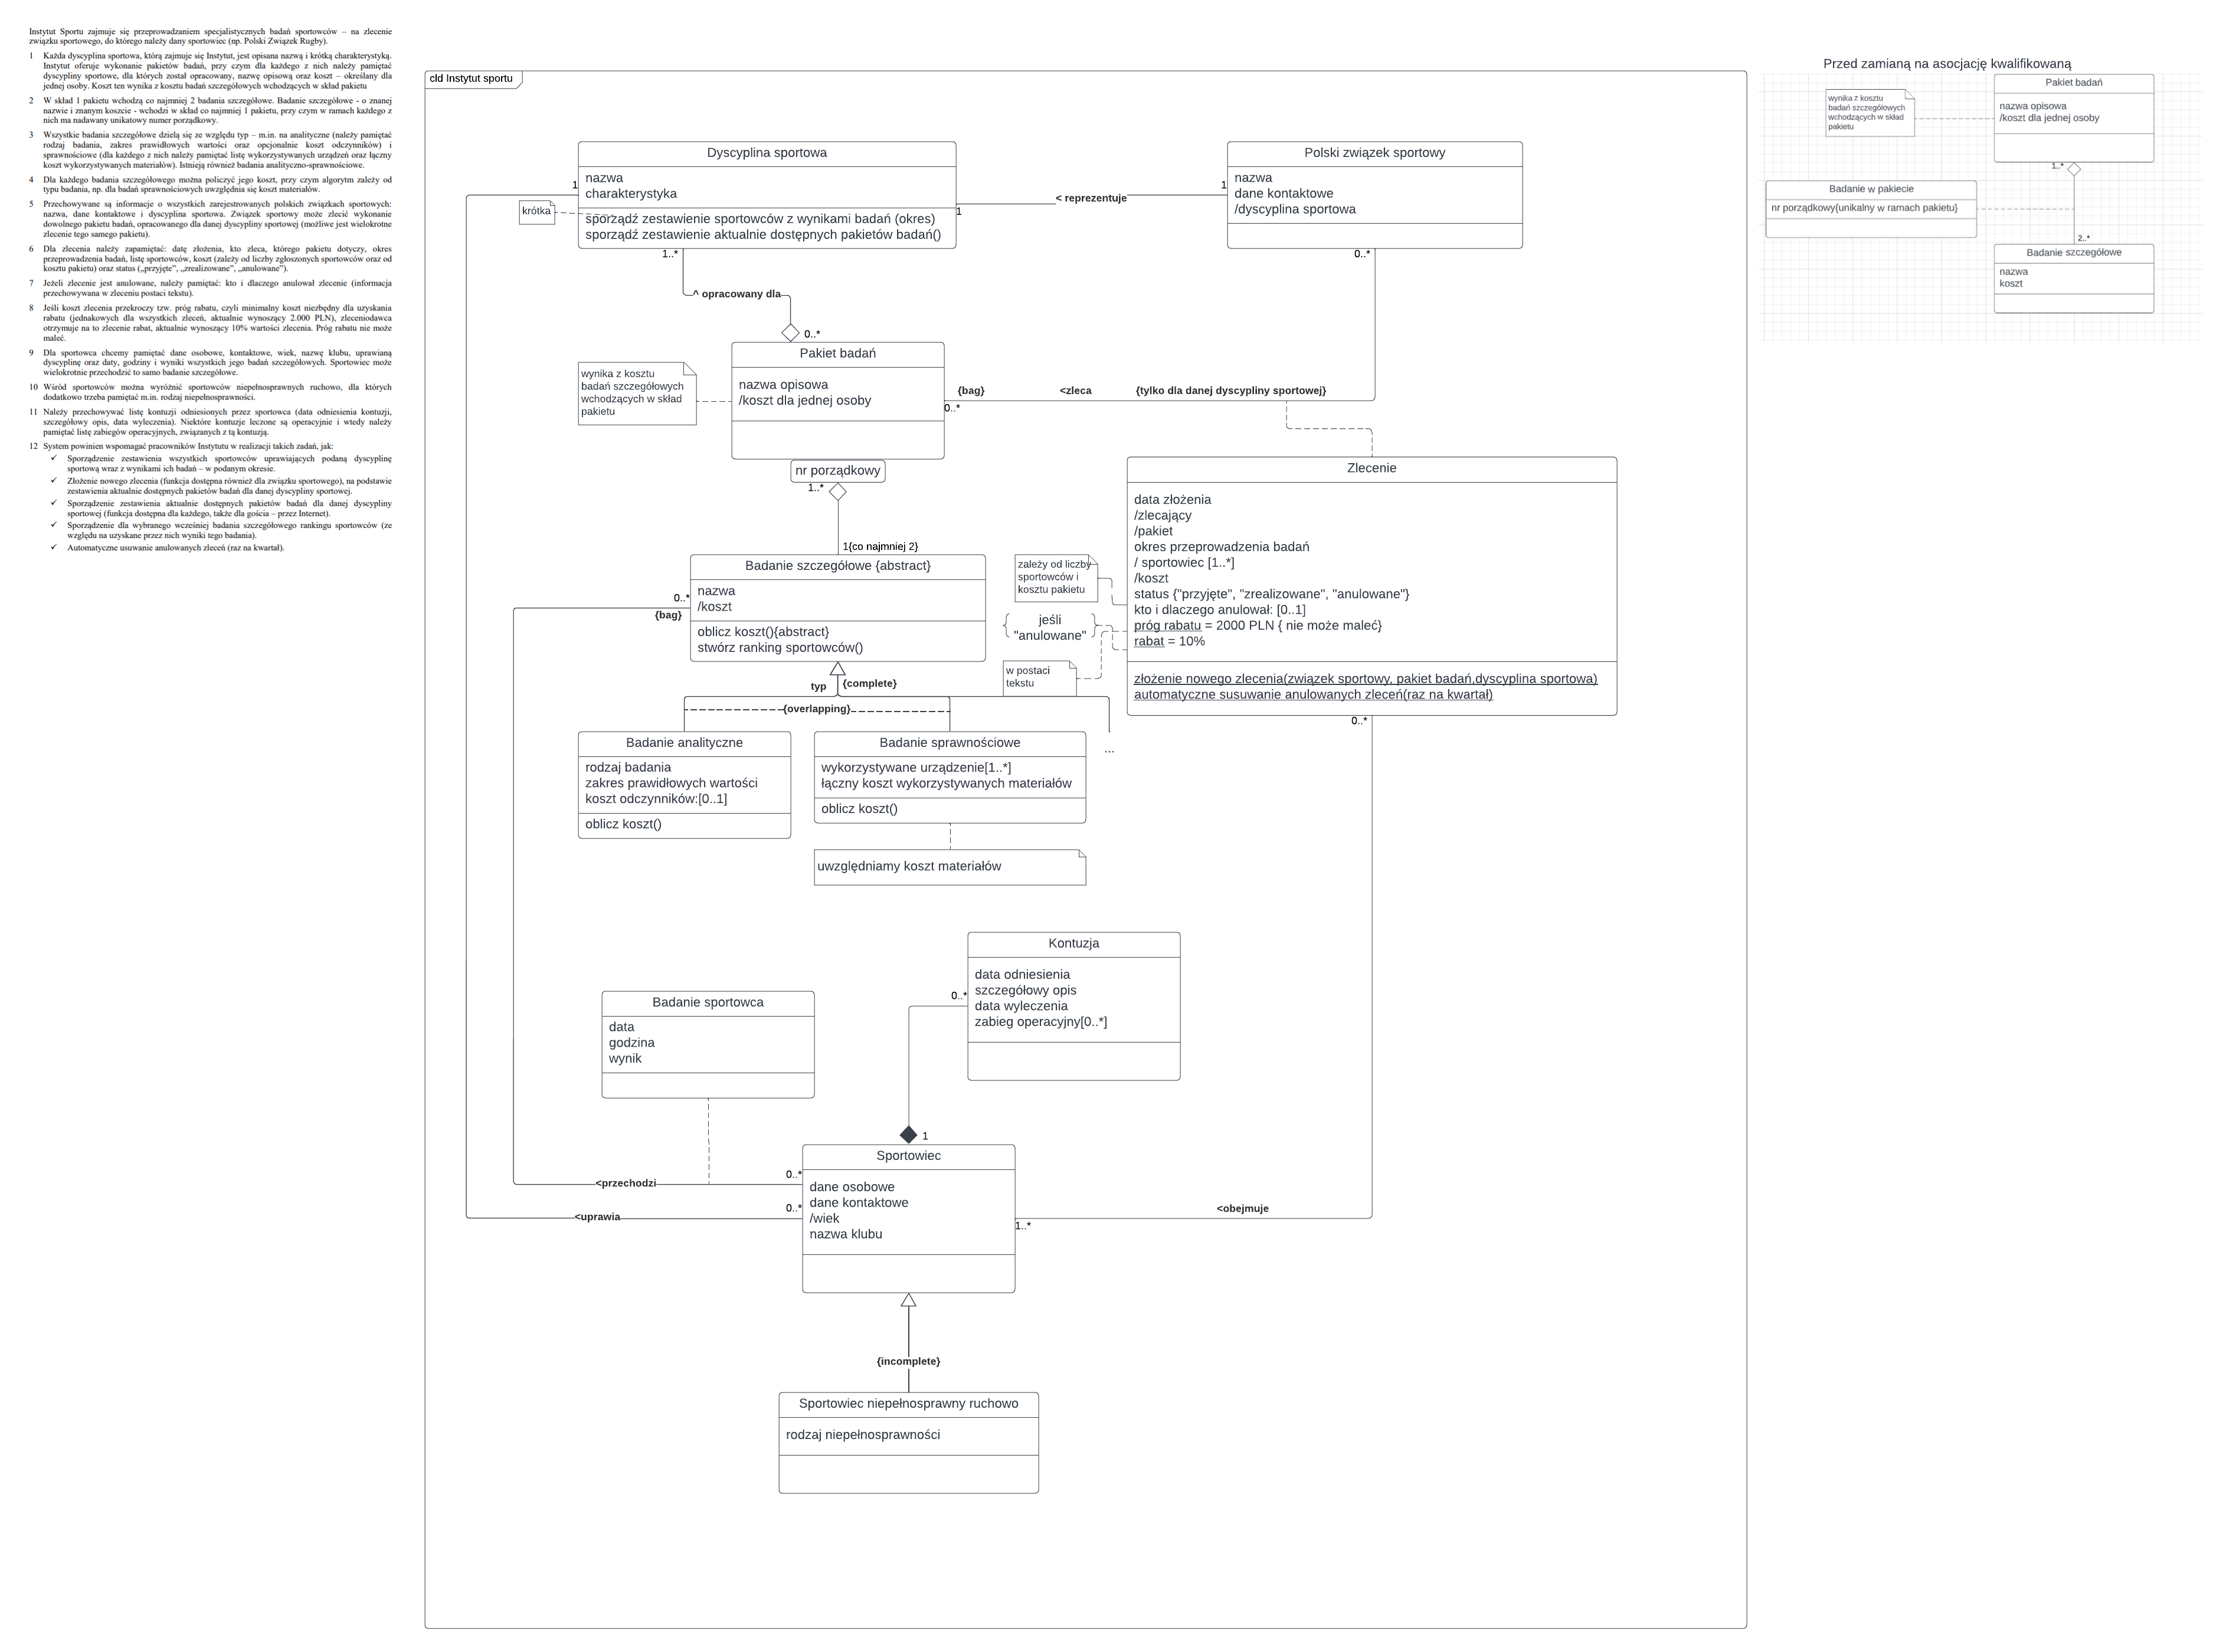 Instytut Sportu zajmuje się przeprowadzaniem specjalistycznych badań sportowców – na zlecenie
związku sportowego, do którego należy dany sportowiec (np. Polski Związek Rugby).
1 Każda dyscyplina sportowa, którą zajmuje się Instytut, jest opisana nazwą i krótką charakterystyką.
Instytut oferuje wykonanie pakietów badań, przy czym dla każdego z nich należy pamiętać
dyscypliny sportowe, dla których został opracowany, nazwę opisową oraz koszt – określany dla
jednej osoby. Koszt ten wynika z kosztu badań szczegółowych wchodzących w skład pakietu
2 W skład 1 pakietu wchodzą co najmniej 2 badania szczegółowe. Badanie szczegółowe - o znanej
nazwie i znanym koszcie - wchodzi w skład co najmniej 1 pakietu, przy czym w ramach każdego z
nich ma nadawany unikatowy numer porządkowy.
3 Wszystkie badania szczegółowe dzielą się ze względu typ – m.in. na analityczne (należy pamiętać
rodzaj badania, zakres prawidłowych wartości oraz opcjonalnie koszt odczynników) i
sprawnościowe (dla każdego z nich należy pamiętać listę wykorzystywanych urządzeń oraz łączny
koszt wykorzystywanych materiałów). Istnieją również badania analityczno-sprawnościowe.
4 Dla każdego badania szczegółowego można policzyć jego koszt, przy czym algorytm zależy od
typu badania, np. dla badań sprawnościowych uwzględnia się koszt materiałów.
5 Przechowywane są informacje o wszystkich zarejestrowanych polskich związkach sportowych:
nazwa, dane kontaktowe i dyscyplina sportowa. Związek sportowy może zlecić wykonanie
dowolnego pakietu badań, opracowanego dla danej dyscypliny sportowej (możliwe jest wielokrotne
zlecenie tego samego pakietu).
6 Dla zlecenia należy zapamiętać: datę złożenia, kto zleca, którego pakietu dotyczy, okres
przeprowadzenia badań, listę sportowców, koszt (zależy od liczby zgłoszonych sportowców oraz od
kosztu pakietu) oraz status („przyjęte”, „zrealizowane”, „anulowane”).
7 Jeżeli zlecenie jest anulowane, należy pamiętać: kto i dlaczego anulował zlecenie (informacja
przechowywana w zleceniu postaci tekstu).
8 Jeśli koszt zlecenia przekroczy tzw. próg rabatu, czyli minimalny koszt niezbędny dla uzyskania
rabatu (jednakowych dla wszystkich zleceń, aktualnie wynoszący 2.000 PLN), zleceniodawca
otrzymuje na to zlecenie rabat, aktualnie wynoszący 10% wartości zlecenia. Próg rabatu nie może
maleć.
9 Dla sportowca chcemy pamiętać dane osobowe, kontaktowe, wiek, nazwę klubu, uprawianą
dyscyplinę oraz daty, godziny i wyniki wszystkich jego badań szczegółowych. Sportowiec może
wielokrotnie przechodzić to samo badanie szczegółowe.
10 Wśród sportowców można wyróżnić sportowców niepełnosprawnych ruchowo, dla których
dodatkowo trzeba pamiętać m.in. rodzaj niepełnosprawności.
11 Należy przechowywać listę kontuzji odniesionych przez sportowca (data odniesienia kontuzji,
szczegółowy opis, data wyleczenia). Niektóre kontuzje leczone są operacyjnie i wtedy należy
pamiętać listę zabiegów operacyjnych, związanych z tą kontuzją.
12 System powinien wspomagać pracowników Instytutu w realizacji takich zadań, jak:
✓ Sporządzenie zestawienia wszystkich sportowców uprawiających podaną dyscyplinę
sportową wraz z wynikami ich badań – w podanym okresie.
✓ Złożenie nowego zlecenia (funkcja dostępna również dla związku sportowego), na podstawie
zestawienia aktualnie dostępnych pakietów badań dla danej dyscypliny sportowej.
✓ Sporządzenie zestawienia aktualnie dostępnych pakietów badań dla danej dyscypliny
sportowej (funkcja dostępna dla każdego, także dla gościa – przez Internet).
✓ Sporządzenie dla wybranego wcześniej badania szczegółowego rankingu sportowców (ze
względu na uzyskane przez nich wyniki tego badania).
✓ Automatyczne usuwanie anulowanych zleceń (raz na kwartał).
cld Instytut sportu
Dyscyplina sportowa
nazwa
charakterystyka
sporządź zestawienie sportowców z wynikami badań (okres)
sporządź zestawienie aktualnie dostępnych pakietów badań()
krótka
1
1
< reprezentuje
1
Polski związek sportowy
nazwa
dane kontaktowe
/dyscyplina sportowa
1..*
0..*
^ opracowany dla
0..*
Pakiet badań
nazwa opisowa
/koszt dla jednej osoby
wynika z kosztu
badań szczegółowych
wchodzących w skład
pakietu
{bag}
<zleca
{tylko dla danej dyscypliny sportowej}
0..*
nr porządkowy
1..*
1{co najmniej 2}
Zlecenie
data złożenia
/zlecający
/pakiet
okres przeprowadzenia badań
/ sportowiec [1..*]
/koszt
status {"przyjęte", "zrealizowane", "anulowane"}
kto i dlaczego anulował: [0..1]
próg rabatu = 2000 PLN { nie może maleć}
rabat = 10%
złożenie nowego zlecenia(związek sportowy, pakiet badań,dyscyplina sportowa)
automatyczne susuwanie anulowanych zleceń(raz na kwartał)
zależy od liczby
sportowców i
kosztu pakietu
jeśli
"anulowane"
w postaci
tekstu
0..*
Badanie szczegółowe {abstract}
nazwa
/koszt
oblicz koszt(){abstract}
stwórz ranking sportowców()
0..*
{bag}
typ
{complete}
{overlapping}
...
Badanie analityczne
rodzaj badania
zakres prawidłowych wartości
koszt odczynników:[0..1]
oblicz koszt()
Badanie sprawnościowe
wykorzystywane urządzenie[1..*]
łączny koszt wykorzystywanych materiałów
oblicz koszt()
uwzględniamy koszt materiałów
Kontuzja
data odniesienia
szczegółowy opis
data wyleczenia
zabieg operacyjny[0..*]
0..*
Badanie sportowca
data
godzina
wynik
1
Sportowiec
dane osobowe
dane kontaktowe
/wiek
nazwa klubu
0..*
<przechodzi
0..*
<uprawia
1..*
<obejmuje
{incomplete}
Sportowiec niepełnosprawny ruchowo
rodzaj niepełnosprawności
Przed zamianą na asocjację kwalifikowaną
Pakiet badań
nazwa opisowa
/koszt dla jednej osoby
wynika z kosztu
badań szczegółowych
wchodzących w skład
pakietu
1..*
Badanie w pakiecie
nr porządkowy{unikalny w ramach pakietu}
2..*
Badanie szczegółowe
nazwa
koszt